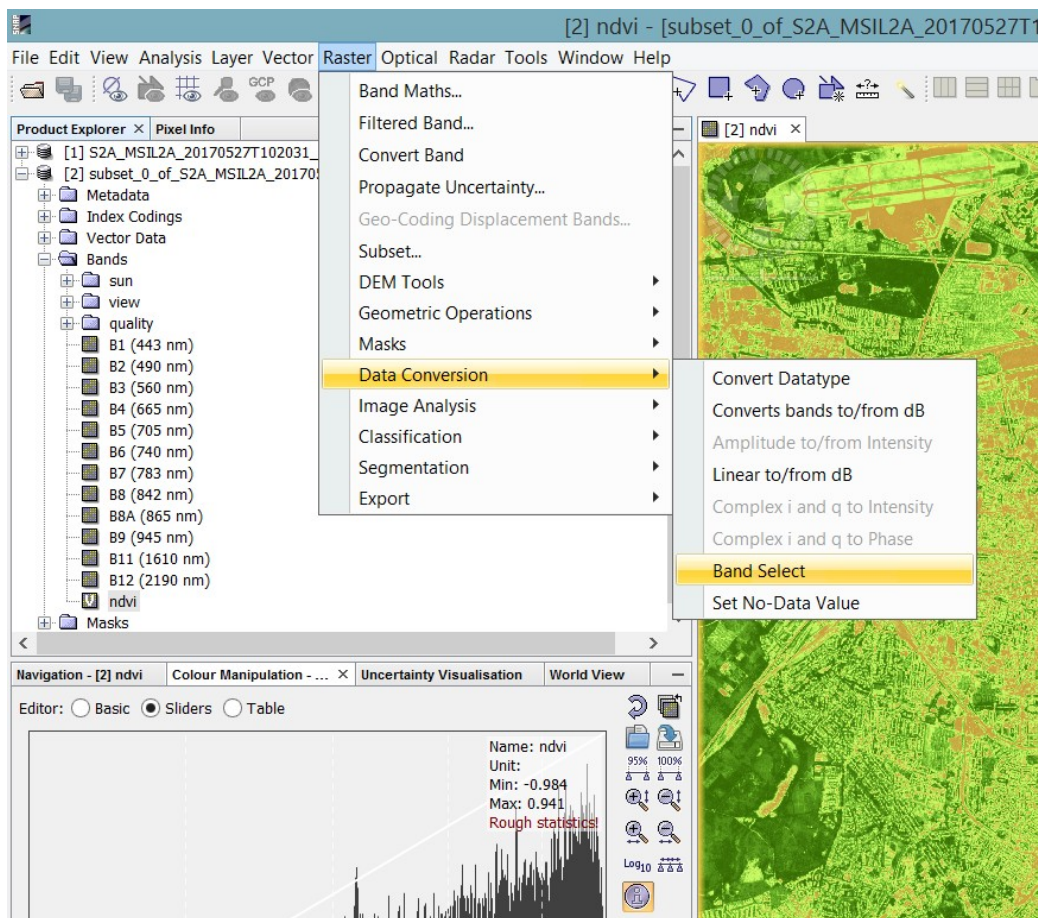 SNAP
[2] ndvi - [subset_0_of_S2A_MSIL2A_20170527T1
File Edit View Analysis Layer Vector Raster Optical Radar Tools Window Help
GCP
Band Maths...
Filtered Band...
Convert Band
Propagate Uncertainty...
Geo-Coding Displacement Bands...
Subset...
DEM Tools
Geometric Operations
Masks
Data Conversion
Image Analysis
Classification
Segmentation
Export
Convert Datatype
Converts bands to/from dB
Amplitude to/from Intensity
Linear to/from dB
Complex i and q to Intensity
Complex i and q to Phase
Band Select
Set No-Data Value
Product Explorer × Pixel Info
[2] ndvi ×
[1] S2A_MSIL2A_20170527T102031_
[2] subset_0_of_S2A_MSIL2A_20170
Metadata
Index Codings
Vector Data
Bands
sun
view
quality
B1 (443 nm)
B2 (490 nm)
B3 (560 nm)
B4 (665 nm)
B5 (705 nm)
B6 (740 nm)
B7 (783 nm)
B8 (842 nm)
B8A (865 nm)
B9 (945 nm)
B11 (1610 nm)
B12 (2190 nm)
ndvi
Masks
Navigation - [2] ndvi Colour Manipulation - ... × Uncertainty Visualisation World View
Editor: Basic Sliders Table
Name: ndvi
Unit:
Min: -0.984
Max: 0.941
Rough statistics!
95% 100%
Log10